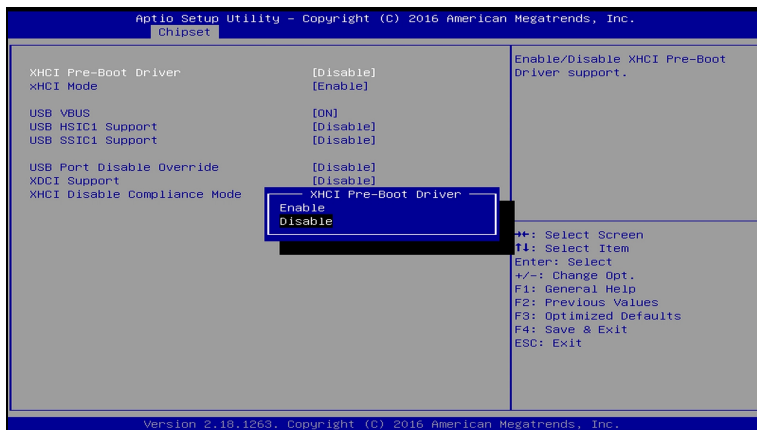 Aptio Setup Utility – Copyright (C) 2016 American Megatrends, Inc.
Chipset
XHCI Pre-Boot Driver [Disable]
xHCI Mode [Enable]
USB VBUS [ON]
USB HSIC1 Support [Disable]
USB SSIC1 Support [Disable]
USB Port Disable Override [Disable]
XDCI Support [Disable]
XHCI Disable Compliance Mode
XHCI Pre-Boot Driver
Enable
Disable
Enable/Disable XHCI Pre-Boot
Driver support.
→←: Select Screen
↑↓: Select Item
Enter: Select
+/-: Change Opt.
F1: General Help
F2: Previous Values
F3: Optimized Defaults
F4: Save & Exit
ESC: Exit
Version 2.18.1263. Copyright (C) 2016 American Megatrends, Inc.